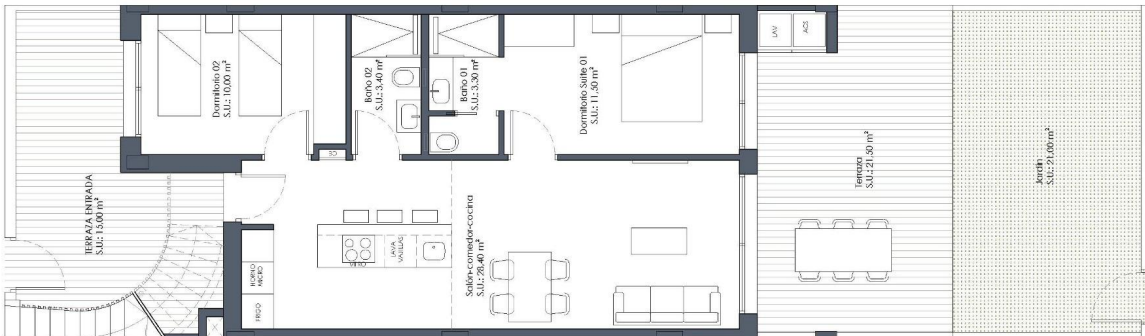 Dormitorio 02
S.U.: 10,00 m²
Baño 02
S.U.: 3.40 m²
Baño 01
S.U.: 3.30 m²
Dormitorio Suite 01
S.U.: 11.50 m²
LAV
ACS
Terraza
S.U.: 21.50 m²
Jardín
S.U.: 21.00 m²
TERRAZA ENTRADA
S.U.: 15.00 m²
Salón-comedor-cocina
S.U.: 28.40 m²
HORNO
MICRO
FRIGO
VITRO
LAVA
VAJILLAS